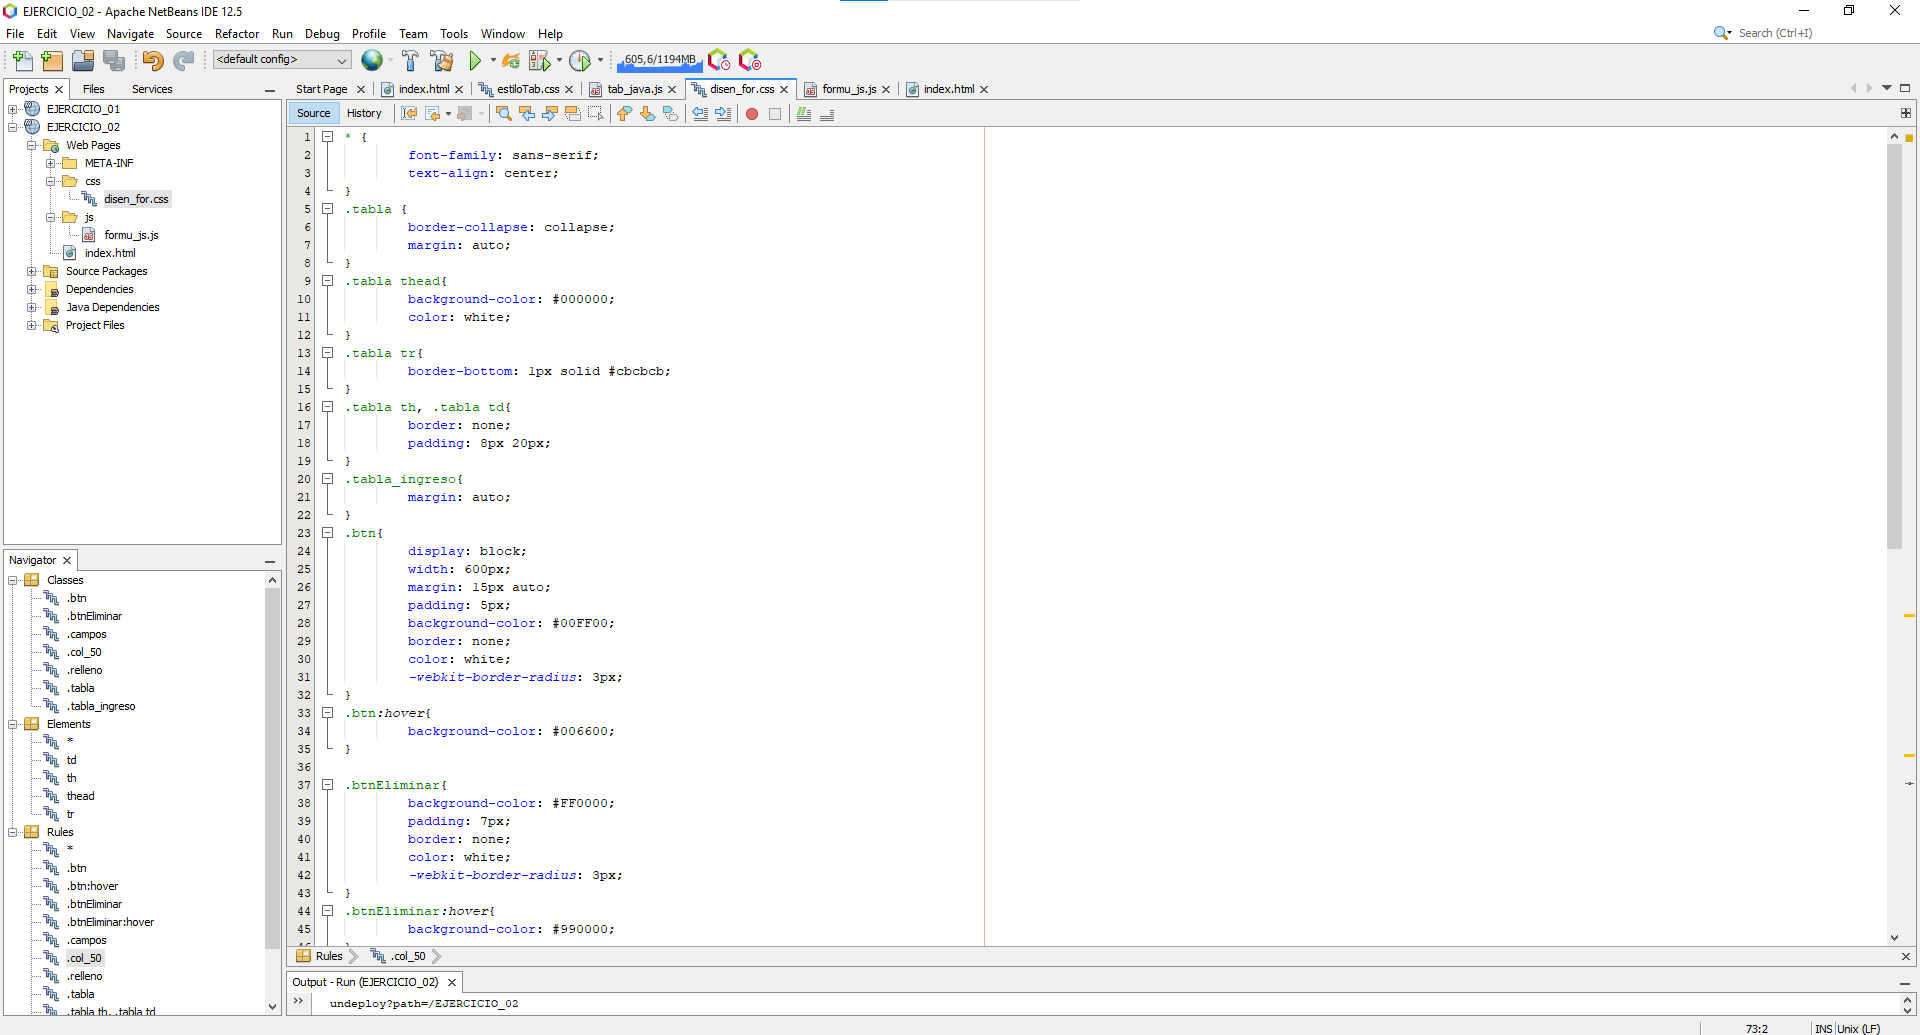 EJERCICIO_02 - Apache NetBeans IDE 12.5
File Edit View Navigate Source Refactor Run Debug Profile Team Tools Window Help
Search (Ctrl+I)
<default config>
605,6/1194MB
Projects Files Services
EJERCICIO_01
EJERCICIO_02
Web Pages
META-INF
css
disen_for.css
js
formu_js.js
index.html
Source Packages
Dependencies
Java Dependencies
Project Files
Navigator
Classes
.btn
.btnEliminar
.campos
.col_50
.relleno
.tabla
.tabla_ingreso
Elements
*
td
th
thead
tr
Rules
*
.btn
.btn:hover
.btnEliminar
.btnEliminar:hover
.campos
.col_50
.relleno
.tabla
.tabla th, .tabla td
Start Page index.html estiloTab.css tab_java.js disen_for.css formu_js.js index.html
Source History
1 * {
2 font-family: sans-serif;
3 text-align: center;
4 }
5 .tabla {
6 border-collapse: collapse;
7 margin: auto;
8 }
9 .tabla thead{
10 background-color: #000000;
11 color: white;
12 }
13 .tabla tr{
14 border-bottom: 1px solid #cbcbcb;
15 }
16 .tabla th, .tabla td{
17 border: none;
18 padding: 8px 20px;
19 }
20 .tabla_ingreso{
21 margin: auto;
22 }
23 .btn{
24 display: block;
25 width: 600px;
26 margin: 15px auto;
27 padding: 5px;
28 background-color: #00FF00;
29 border: none;
30 color: white;
31 -webkit-border-radius: 3px;
32 }
33 .btn:hover{
34 background-color: #006600;
35 }
36
37 .btnEliminar{
38 background-color: #FF0000;
39 padding: 7px;
40 border: none;
41 color: white;
42 -webkit-border-radius: 3px;
43 }
44 .btnEliminar:hover{
45 background-color: #990000;
46 }
Rules .col_50
Output - Run (EJERCICIO_02)
undeploy?path=/EJERCICIO_02
73:2 INS Unix (LF)